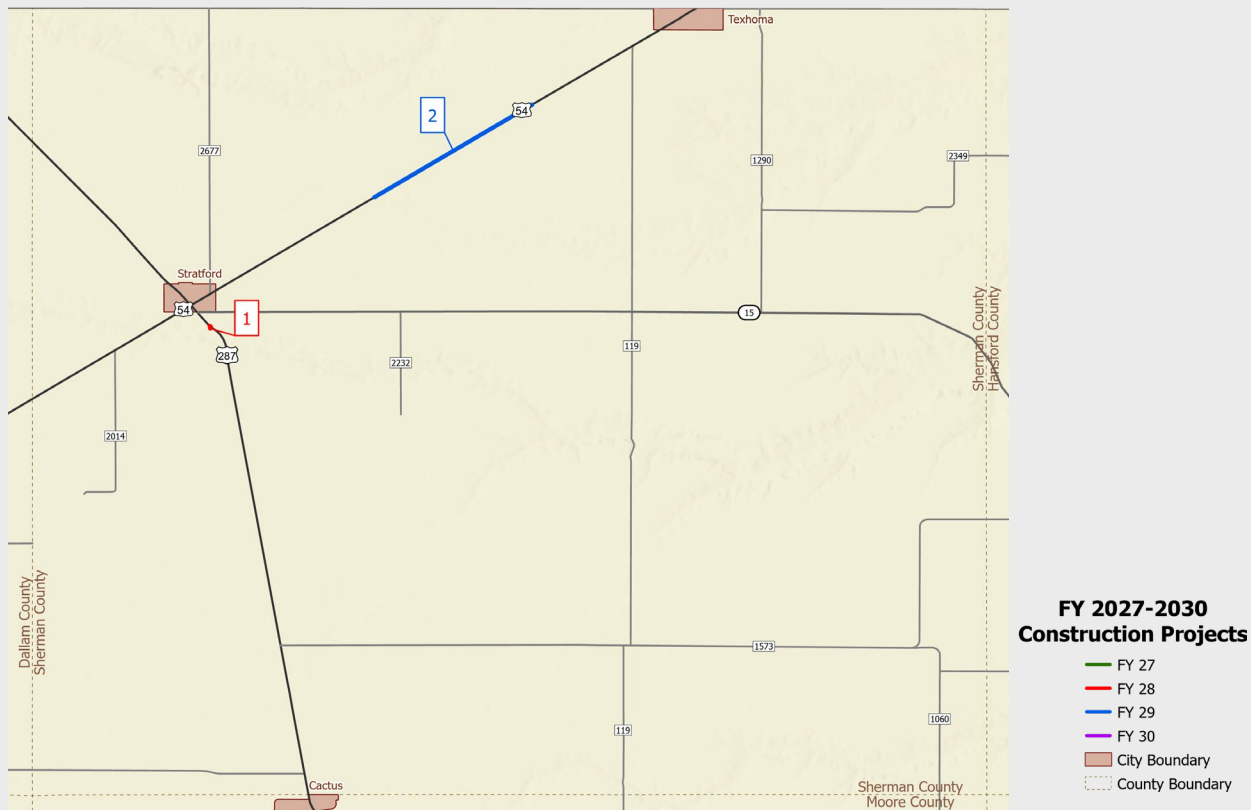 Texhoma
2
54
2677
1290
2349
Stratford
54
1
15
287
119
2232
Sherman County
Hansford County
2014
Dallam County
Sherman County
1573
119
1060
Cactus
Sherman County
Moore County
FY 2027-2030
Construction Projects
FY 27
FY 28
FY 29
FY 30
City Boundary
County Boundary